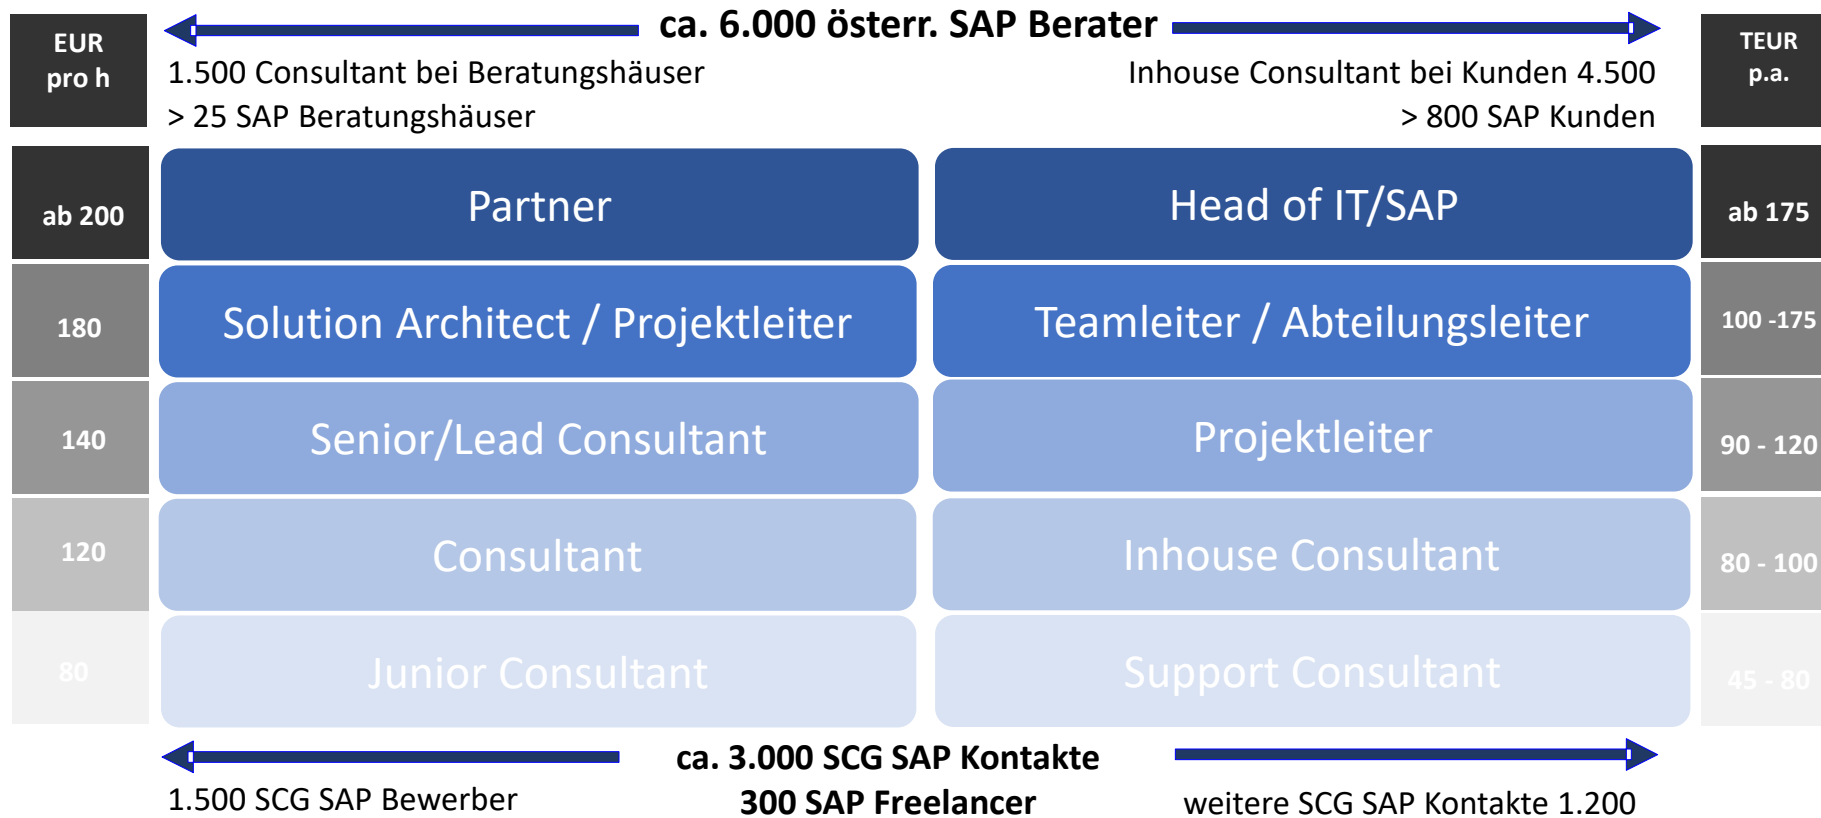 ca. 6.000 österr. SAP Berater
EUR
pro h
1.500 Consultant bei Beratungshäuser
> 25 SAP Beratungshäuser
Inhouse Consultant bei Kunden 4.500
> 800 SAP Kunden
TEUR
p.a.
ab 200
Partner
Head of IT/SAP
ab 175
180
Solution Architect / Projektleiter
Teamleiter / Abteilungsleiter
100 -175
140
Senior/Lead Consultant
Projektleiter
90 - 120
120
Consultant
Inhouse Consultant
80 - 100
80
Junior Consultant
Support Consultant
45 - 80
ca. 3.000 SCG SAP Kontakte
1.500 SCG SAP Bewerber
300 SAP Freelancer
weitere SCG SAP Kontakte 1.200